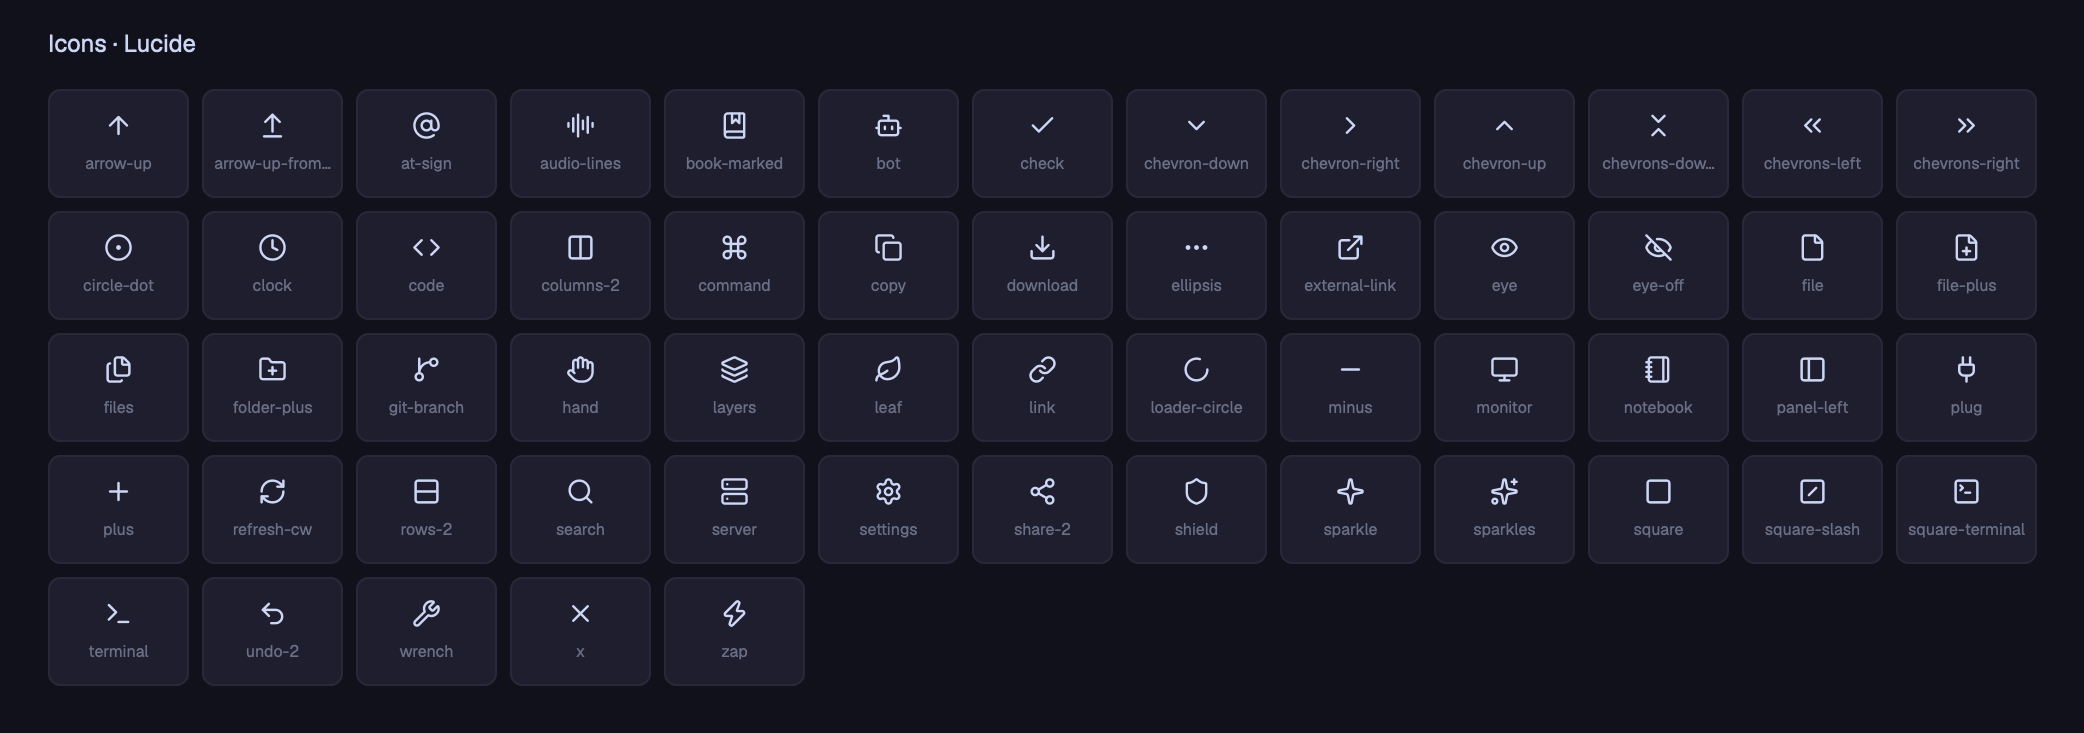 Icons · Lucide
arrow-up
arrow-up-from...
at-sign
audio-lines
book-marked
bot
check
chevron-down
chevron-right
chevron-up
chevrons-dow...
chevrons-left
chevrons-right
circle-dot
clock
code
columns-2
command
copy
download
ellipsis
external-link
eye
eye-off
file
file-plus
files
folder-plus
git-branch
hand
layers
leaf
link
loader-circle
minus
monitor
notebook
panel-left
plug
plus
refresh-cw
rows-2
search
server
settings
share-2
shield
sparkle
sparkles
square
square-slash
square-terminal
terminal
undo-2
wrench
x
zap